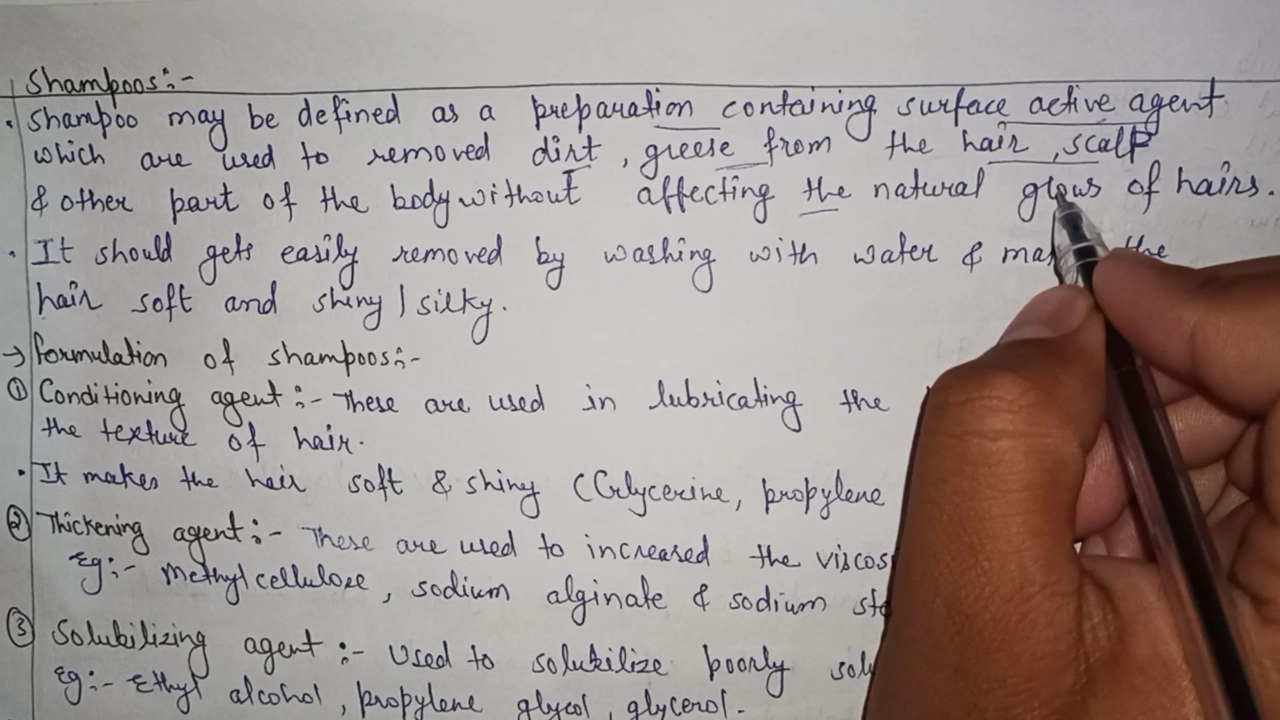 Shampoos:-
• Shampoo may be defined as a preparation containing surface active agent
which are used to removed dirt, greese from the hair, scalp
& other part of the body without affecting the natural glows of hairs.
• It should gets easily removed by washing with water & the
hair soft and shiny / silky.
→ formulation of shampoos:-
① Conditioning agent :- These are used in lubricating the
the texture of hair.
• It makes the hair soft & shiny (Glycerine, propylene
② Thickening agent:- These are used to increased the
Eg:- Methylcellulose, sodium alginate & sodium
③ Solubilizing agent :- Used to solubilize poorly
Eg:- Ethyl alcohol, propylene glycol, glycerol.